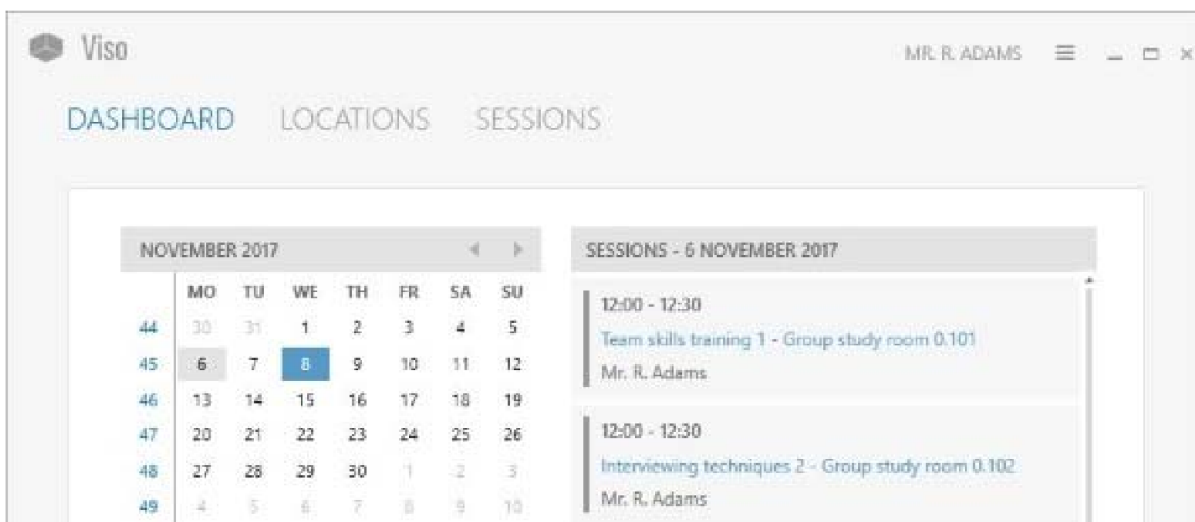 Viso
MR. R. ADAMS
DASHBOARD LOCATIONS SESSIONS
NOVEMBER 2017
MO TU WE TH FR SA SU
44 30 31 1 2 3 4 5
45 6 7 8 9 10 11 12
46 13 14 15 16 17 18 19
47 20 21 22 23 24 25 26
48 27 28 29 30 1 2 3
49 4 5 6 7 8 9 10
SESSIONS - 6 NOVEMBER 2017
12:00 - 12:30
Team skills training 1 - Group study room 0.101
Mr. R. Adams
12:00 - 12:30
Interviewing techniques 2 - Group study room 0.102
Mr. R. Adams